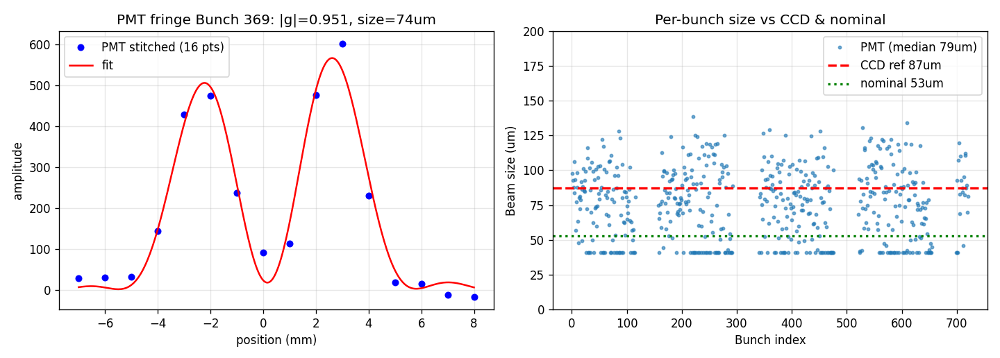 PMT fringe Bunch 369: |g|=0.951, size=74um
PMT stitched (16 pts)
fit
amplitude
600
500
400
300
200
100
0
−6
−4
−2
0
2
4
6
8
position (mm)
Per-bunch size vs CCD & nominal
PMT (median 79um)
CCD ref 87um
nominal 53um
Beam size (um)
200
175
150
125
100
75
50
25
0
0
100
200
300
400
500
600
700
Bunch index